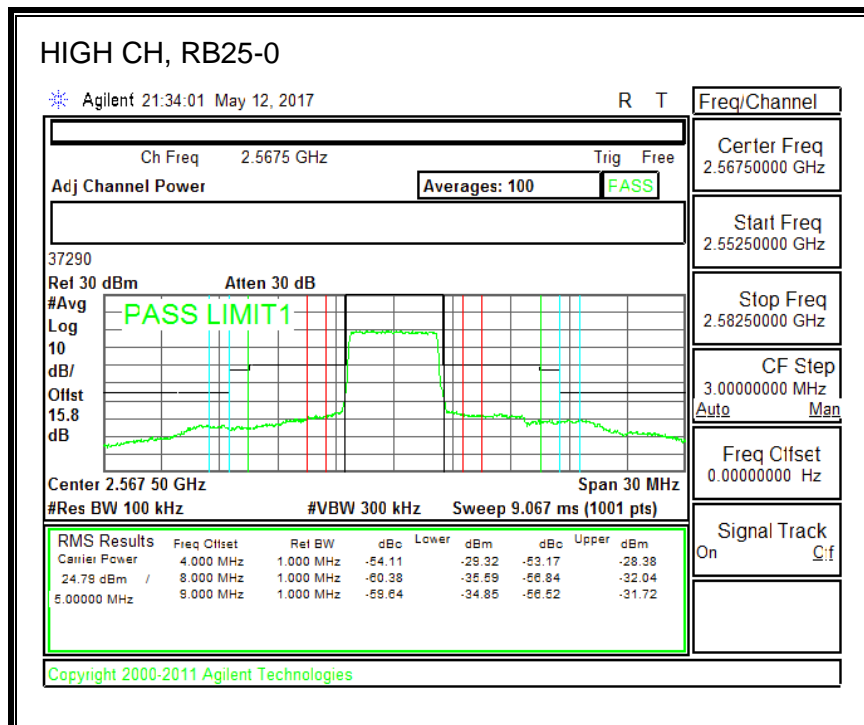 HIGH CH, RB25-0
Agilent 21:34:01 May 12, 2017 R T
Freq/Channel
Ch Freq 2.5675 GHz Trig Free
Adj Channel Power Averages: 100 PASS
Center Freq
2.56750000 GHz
Start Freq
2.55250000 GHz
Stop Freq
2.58250000 GHz
CF Step
3.00000000 MHz
Auto Man
Freq Offset
0.00000000 Hz
Signal Track
On Off
37290
Ref 30 dBm Atten 30 dB
#Avg
Log
10
dB/
Offst
15.8
dB
PASS LIMIT1
Center 2.567 50 GHz Span 30 MHz
#Res BW 100 kHz #VBW 300 kHz Sweep 9.067 ms (1001 pts)
RMS Results Freq Offset Ref BW dBc Lower dBm dBc Upper dBm
Carrier Power 4.000 MHz 1.000 MHz -54.11 -29.32 -53.17 -28.38
24.79 dBm / 8.000 MHz 1.000 MHz -60.38 -35.59 -56.84 -32.04
5.00000 MHz 9.000 MHz 1.000 MHz -59.64 -34.85 -56.52 -31.72
Copyright 2000-2011 Agilent Technologies